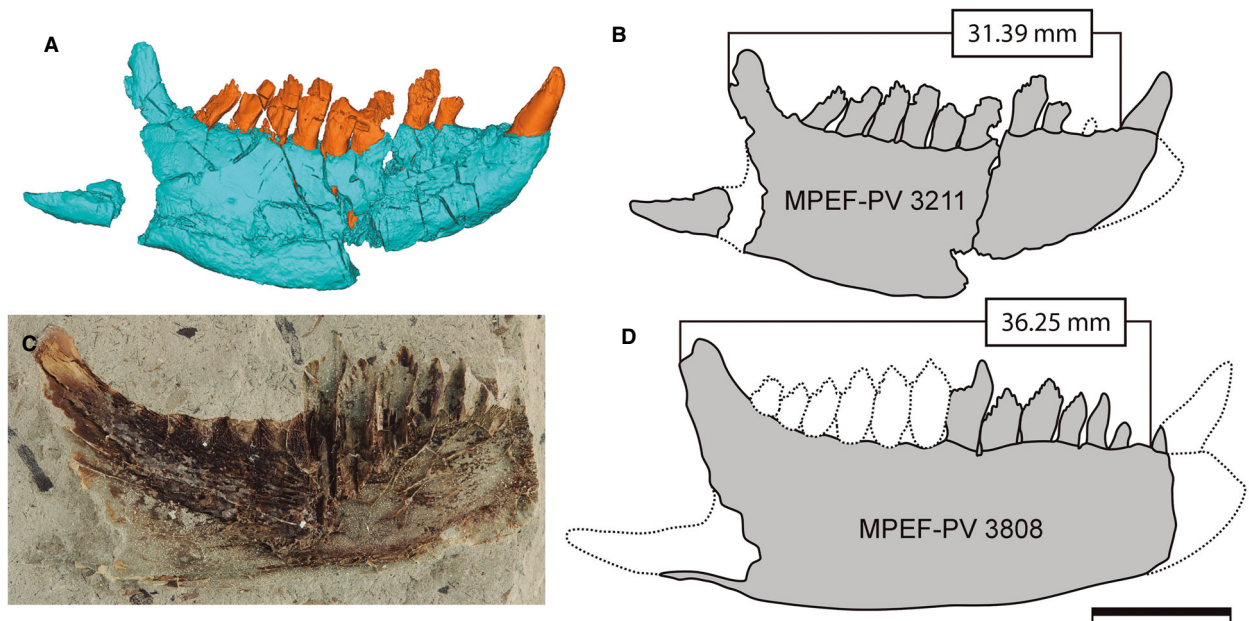 A
B
31.39 mm
MPEF-PV 3211
C
D
36.25 mm
MPEF-PV 3808